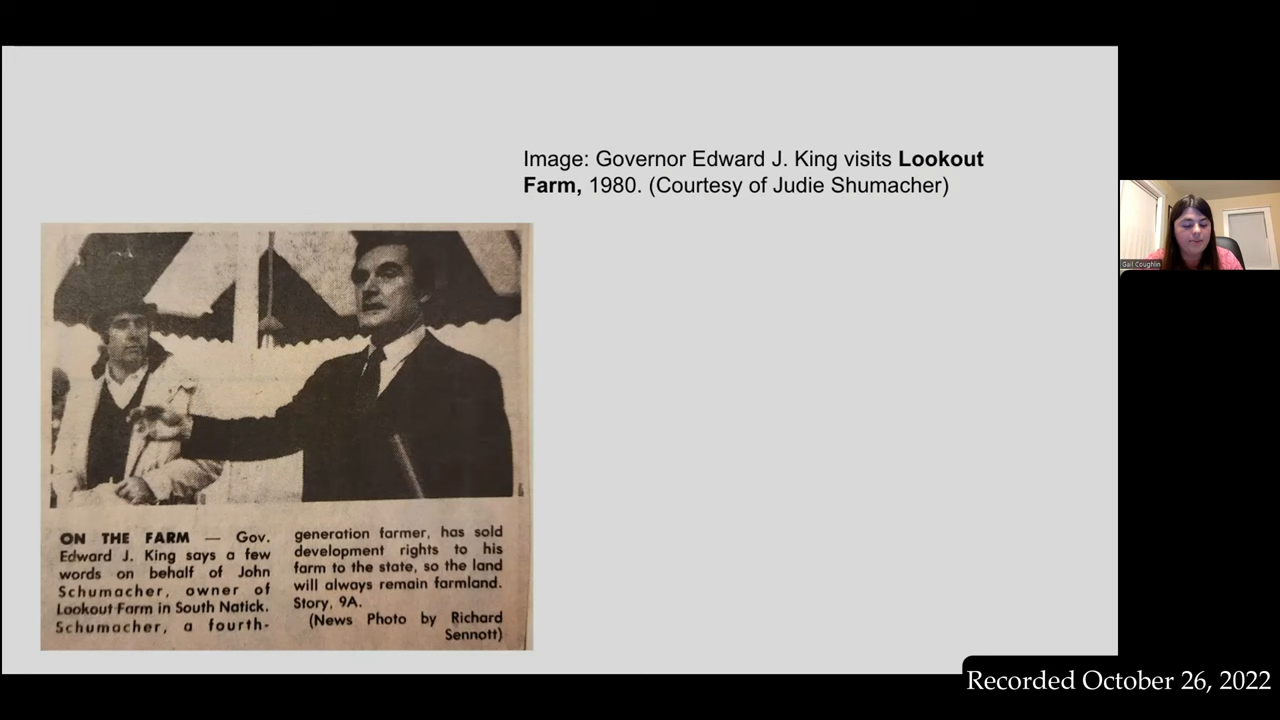 Image: Governor Edward J. King visits Lookout
Farm, 1980. (Courtesy of Judie Shumacher)
Gail Coughlin
ON THE FARM — Gov.
Edward J. King says a few
words on behalf of John
Schumacher, owner of
Lookout Farm in South Natick.
Schumacher, a fourth-
generation farmer, has sold
development rights to his
farm to the state, so the land
will always remain farmland.
Story, 9A.
(News Photo by Richard
Sennott)
Recorded October 26, 2022